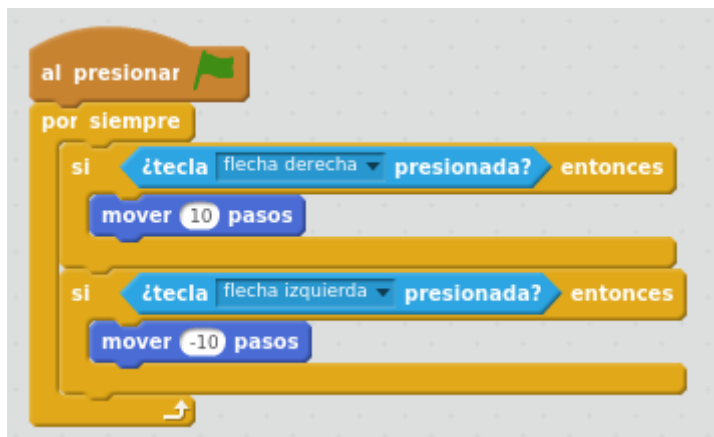 al presionar
por siempre
si ¿tecla flecha derecha presionada? entonces
mover 10 pasos
si ¿tecla flecha izquierda presionada? entonces
mover -10 pasos